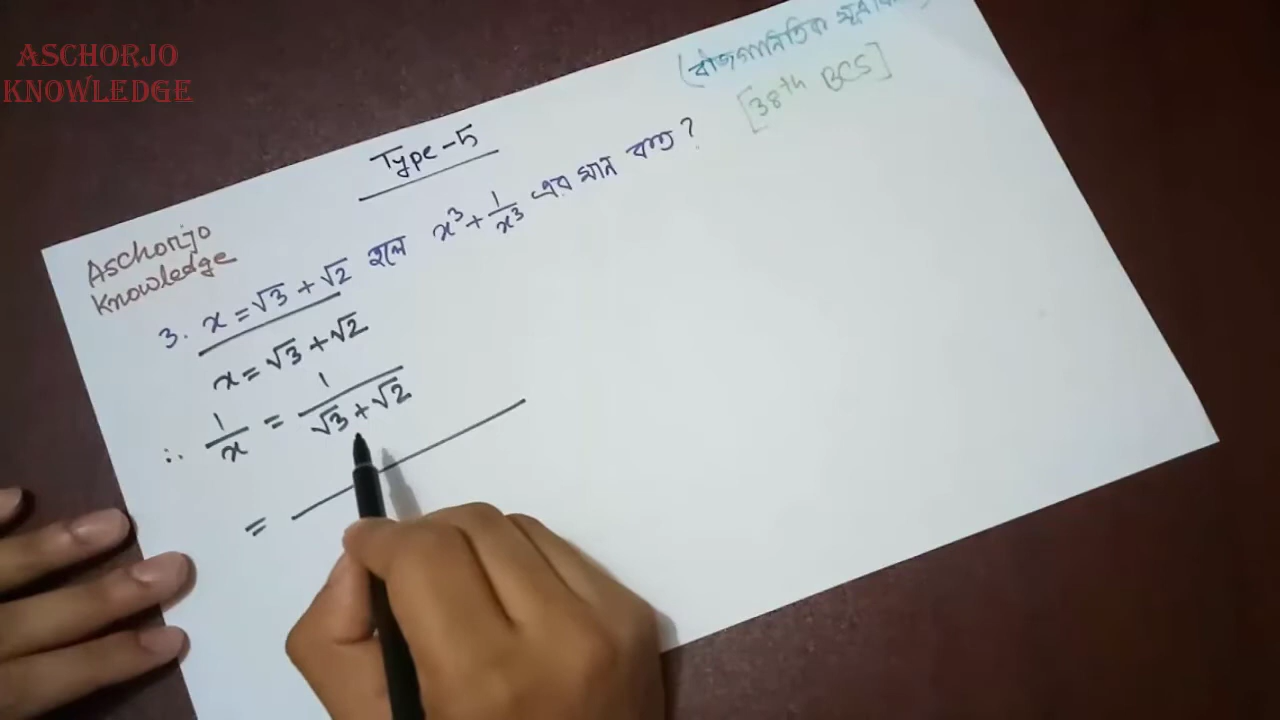 ASCHORJO
KNOWLEDGE
[38th BCS]
Type-5
Aschorjo
Knowledge
3. x = √3 + √2 হলে x³ + 1/x³ এর মান কত?
x = √3 + √2
∴ 1/x = 1/(√3 + √2)
=